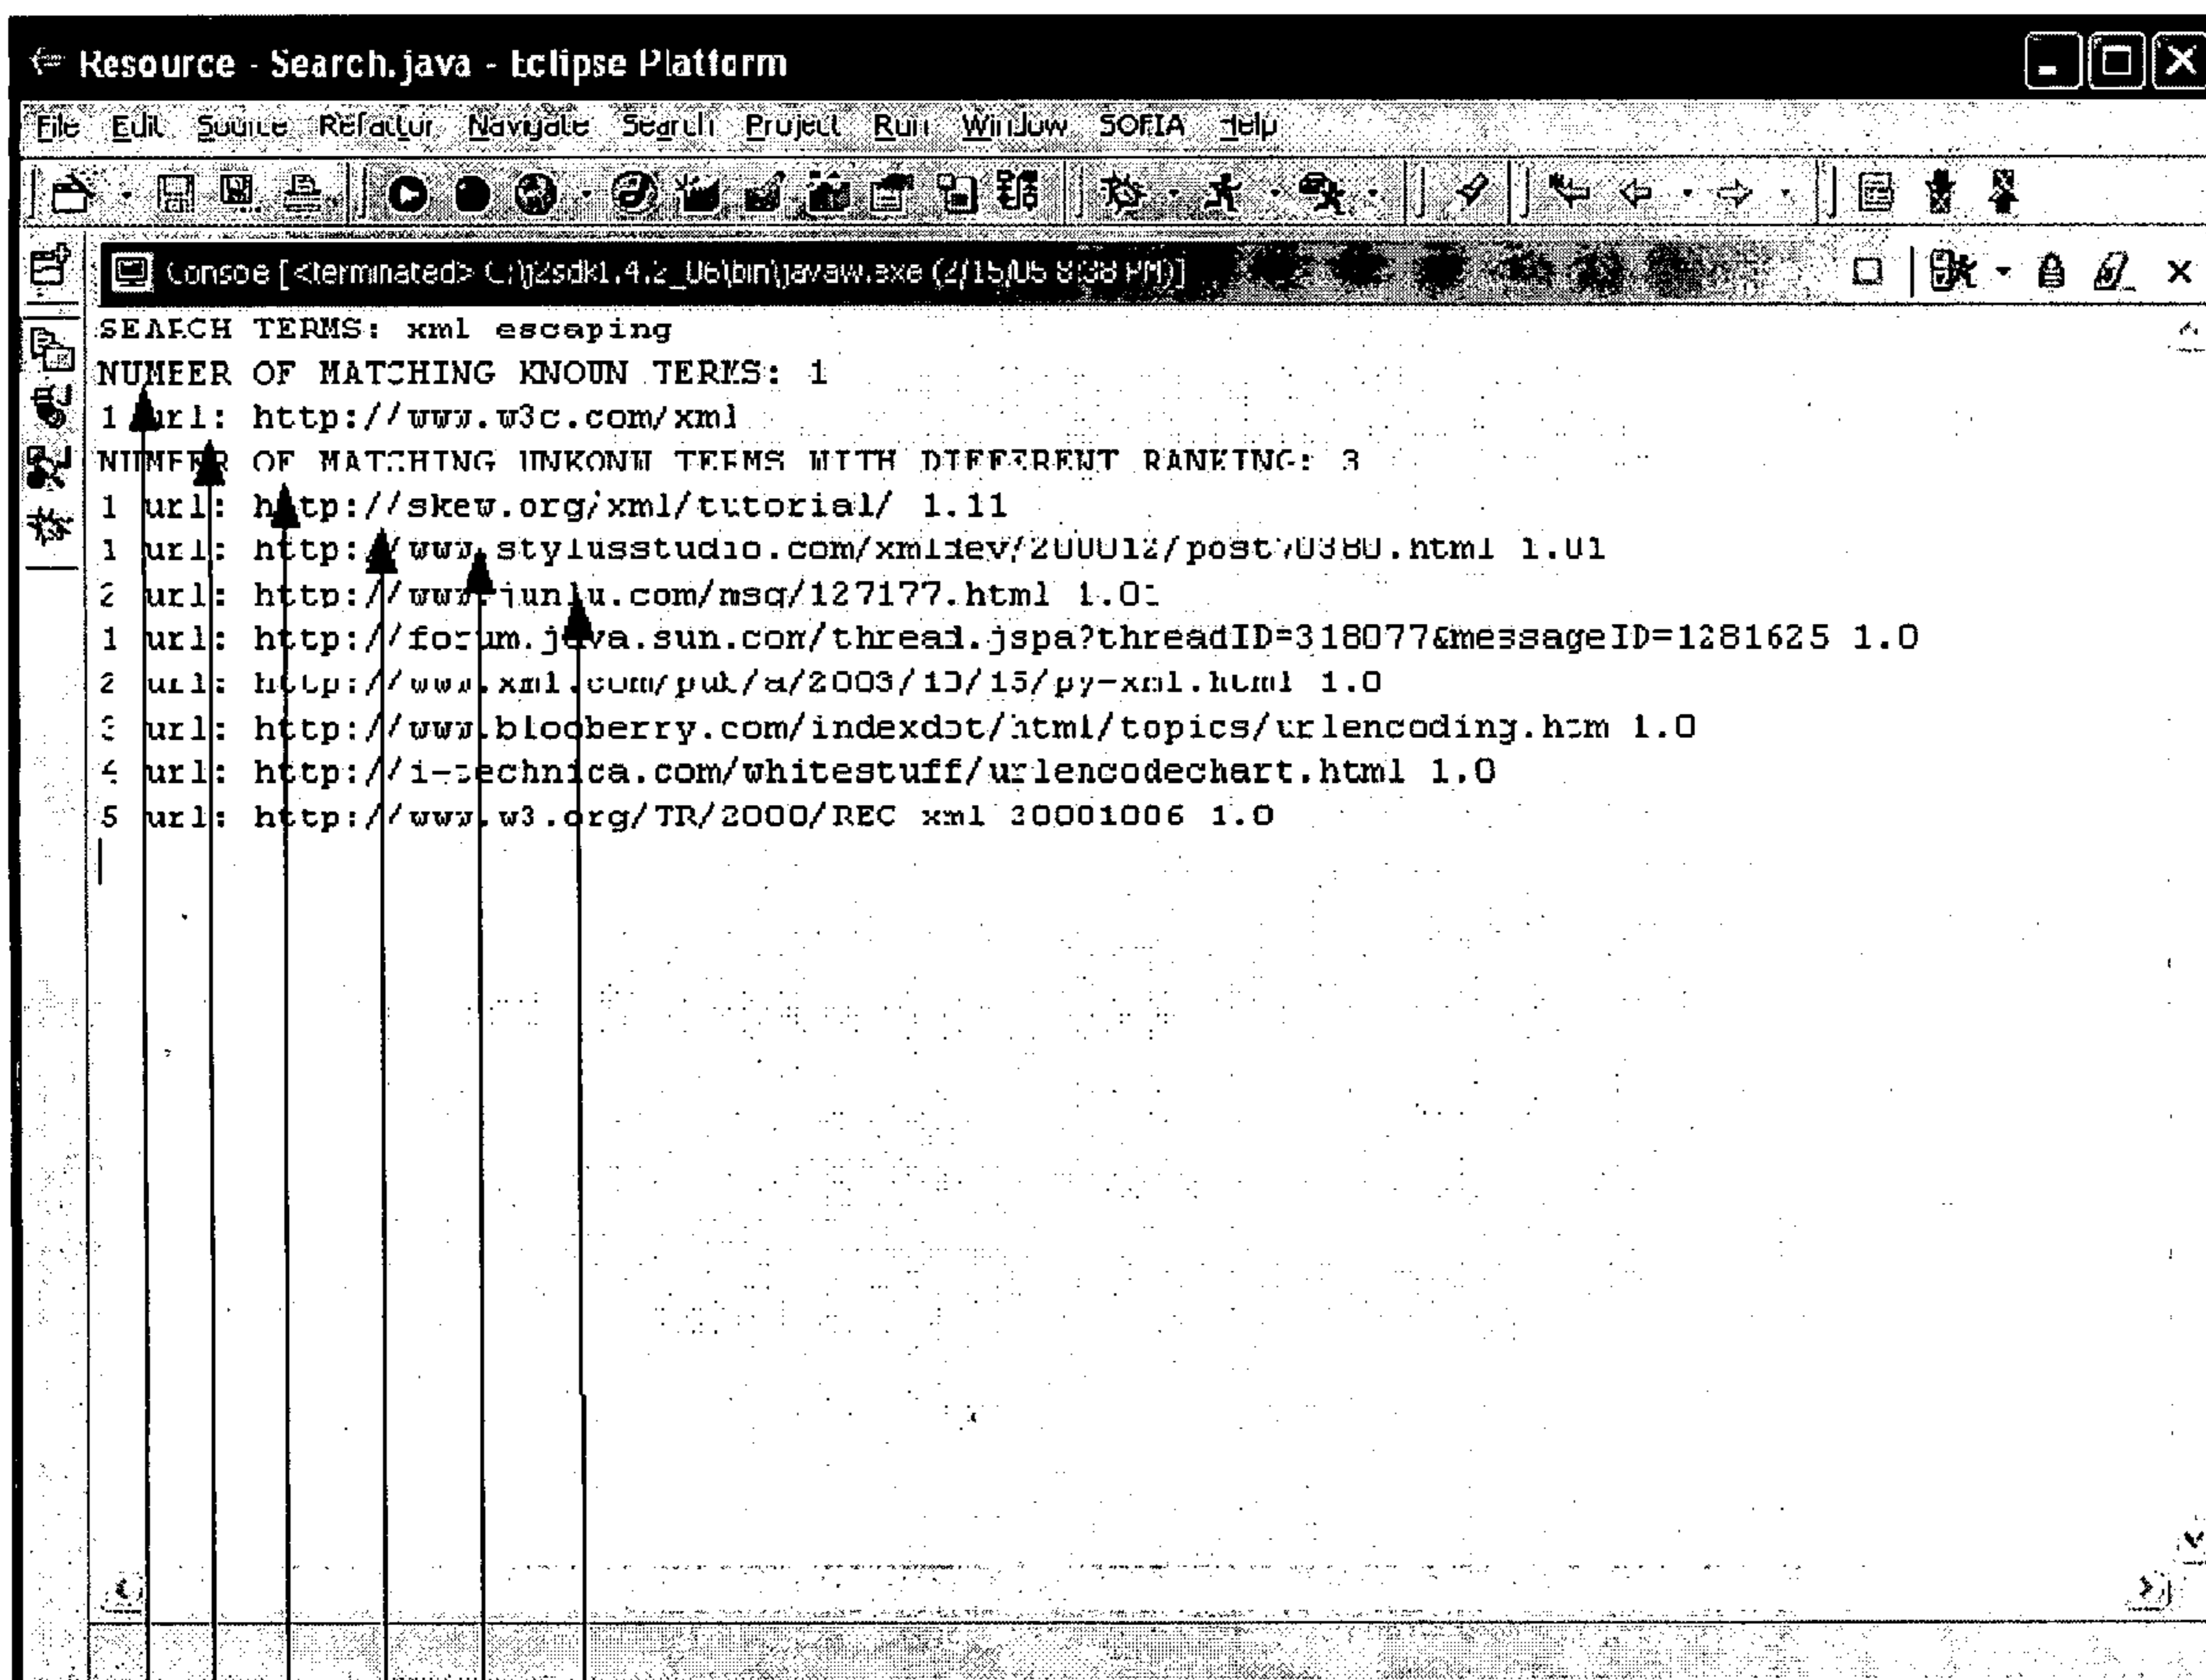 Resource - Search.java - Eclipse Platform
File Edit Source Refactor Navigate Search Project Run Window SOFIA Help
Console [<terminated> C:\j2sdk1.4.2_06\bin\javaw.exe (2/15/05 8:38 PM)]
SEARCH TERMS: xml escaping
NUMBER OF MATCHING KNOWN TERMS: 1
1 url: http://www.w3c.com/xml
NUMBER OF MATCHING UNKONW TERMS WITH DIFFERENT RANKING: 3
1 url: http://skew.org/xml/tutorial/ 1.11
1 url: http://www.stylusstudio.com/xmldev/200012/post70380.html 1.01
2 url: http://www.junlu.com/msg/127177.html 1.01
1 url: http://forum.java.sun.com/thread.jspa?threadID=318077&messageID=1281625 1.0
2 url: http://www.xml.com/pub/a/2003/10/15/py-xml.html 1.0
3 url: http://www.blooberry.com/indexdot/html/topics/urlencoding.htm 1.0
4 url: http://i-technica.com/whitestuff/urlencodechart.html 1.0
5 url: http://www.w3.org/TR/2000/REC xml 20001006 1.0